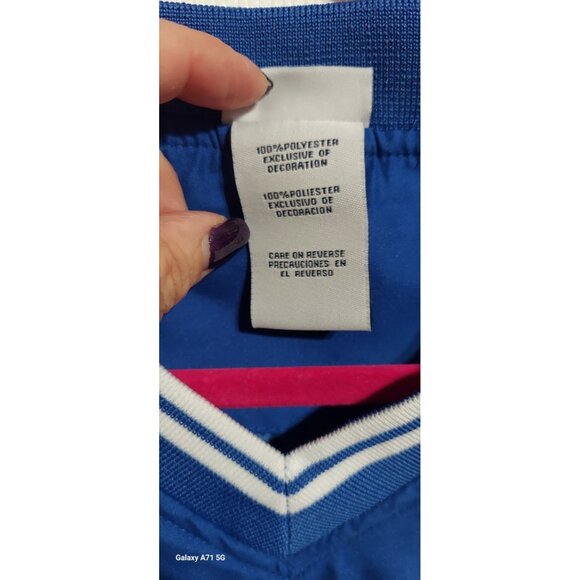 100%POLYESTER
EXCLUSIVE OF
DECORATION
100%POLIESTER
EXCLUSIVO DE
DECORACION
CARE ON REVERSE
PRECAUCIONES EN
EL REVERSO
Galaxy A71 5G